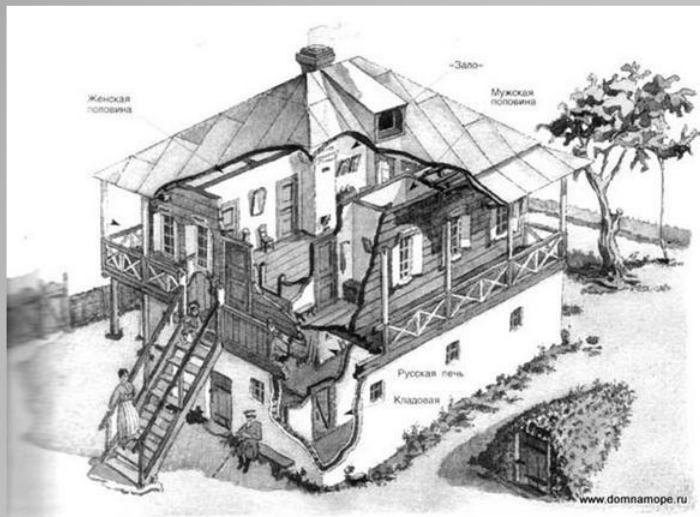 «Зало»
Женская
половина
Мужская
половина
Русская печь
Кладовая
www.domnamope.ru